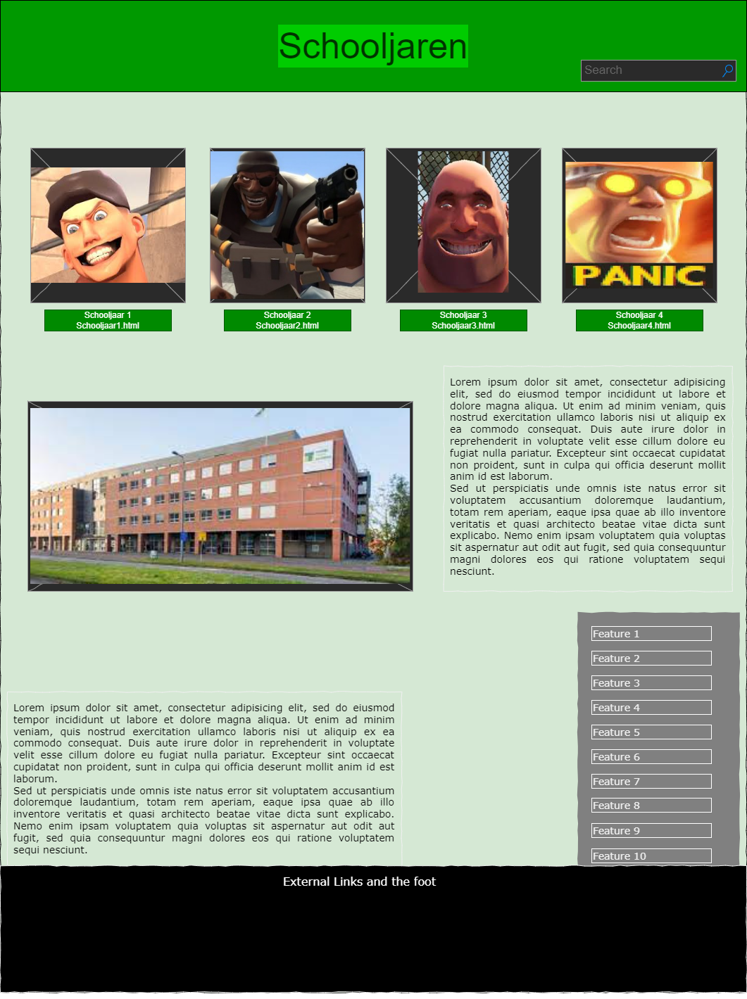 Schooljaren
Search
PANIC
Schooljaar 1
Schooljaar1.html
Schooljaar 2
Schooljaar2.html
Schooljaar 3
Schooljaar3.html
Schooljaar 4
Schooljaar4.html
Lorem ipsum dolor sit amet, consectetur adipisicing
elit, sed do eiusmod tempor incididunt ut labore et
dolore magna aliqua. Ut enim ad minim veniam, quis
nostrud exercitation ullamco laboris nisi ut aliquip ex
ea commodo consequat. Duis aute irure dolor in
reprehenderit in voluptate velit esse cillum dolore eu
fugiat nulla pariatur. Excepteur sint occaecat cupidatat
non proident, sunt in culpa qui officia deserunt mollit
anim id est laborum.
Sed ut perspiciatis unde omnis iste natus error sit
voluptatem accusantium doloremque laudantium,
totam rem aperiam, eaque ipsa quae ab illo inventore
veritatis et quasi architecto beatae vitae dicta sunt
explicabo. Nemo enim ipsam voluptatem quia voluptas
sit aspernatur aut odit aut fugit, sed quia consequuntur
magni dolores eos qui ratione voluptatem sequi
nesciunt.
Feature 1
Feature 2
Feature 3
Feature 4
Feature 5
Feature 6
Feature 7
Feature 8
Feature 9
Feature 10
Lorem ipsum dolor sit amet, consectetur adipisicing elit, sed do eiusmod
tempor incididunt ut labore et dolore magna aliqua. Ut enim ad minim
veniam, quis nostrud exercitation ullamco laboris nisi ut aliquip ex ea
commodo consequat. Duis aute irure dolor in reprehenderit in voluptate
velit esse cillum dolore eu fugiat nulla pariatur. Excepteur sint occaecat
cupidatat non proident, sunt in culpa qui officia deserunt mollit anim id est
laborum.
Sed ut perspiciatis unde omnis iste natus error sit voluptatem accusantium
doloremque laudantium, totam rem aperiam, eaque ipsa quae ab illo
inventore veritatis et quasi architecto beatae vitae dicta sunt explicabo.
Nemo enim ipsam voluptatem quia voluptas sit aspernatur aut odit aut
fugit, sed quia consequuntur magni dolores eos qui ratione voluptatem
sequi nesciunt.
External Links and the foot